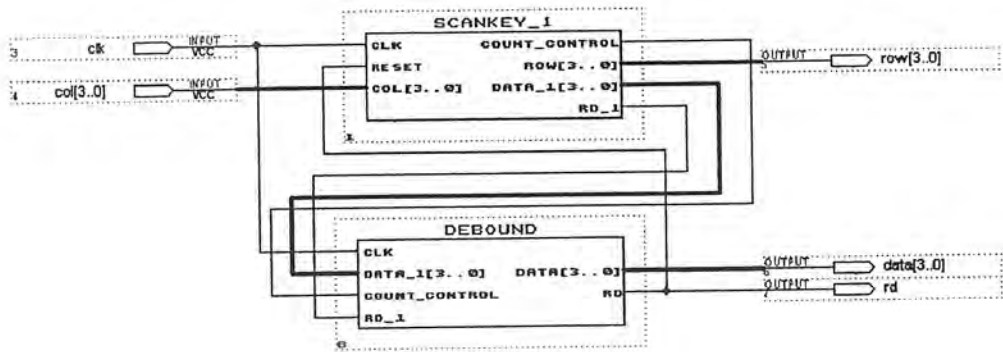 SCANKEY_1
3 clk INPUT VCC
CLK COUNT_CONTROL
RESET ROW[3..0]
OUTPUT row[3..0]
4 col[3..0] INPUT VCC
COL[3..0] DATA_1[3..0]
RD_1
1
DEBOUND
CLK
DATA_1[3..0] DATA[3..0]
OUTPUT data[3..0]
COUNT_CONTROL RD
OUTPUT rd
RD_1
6